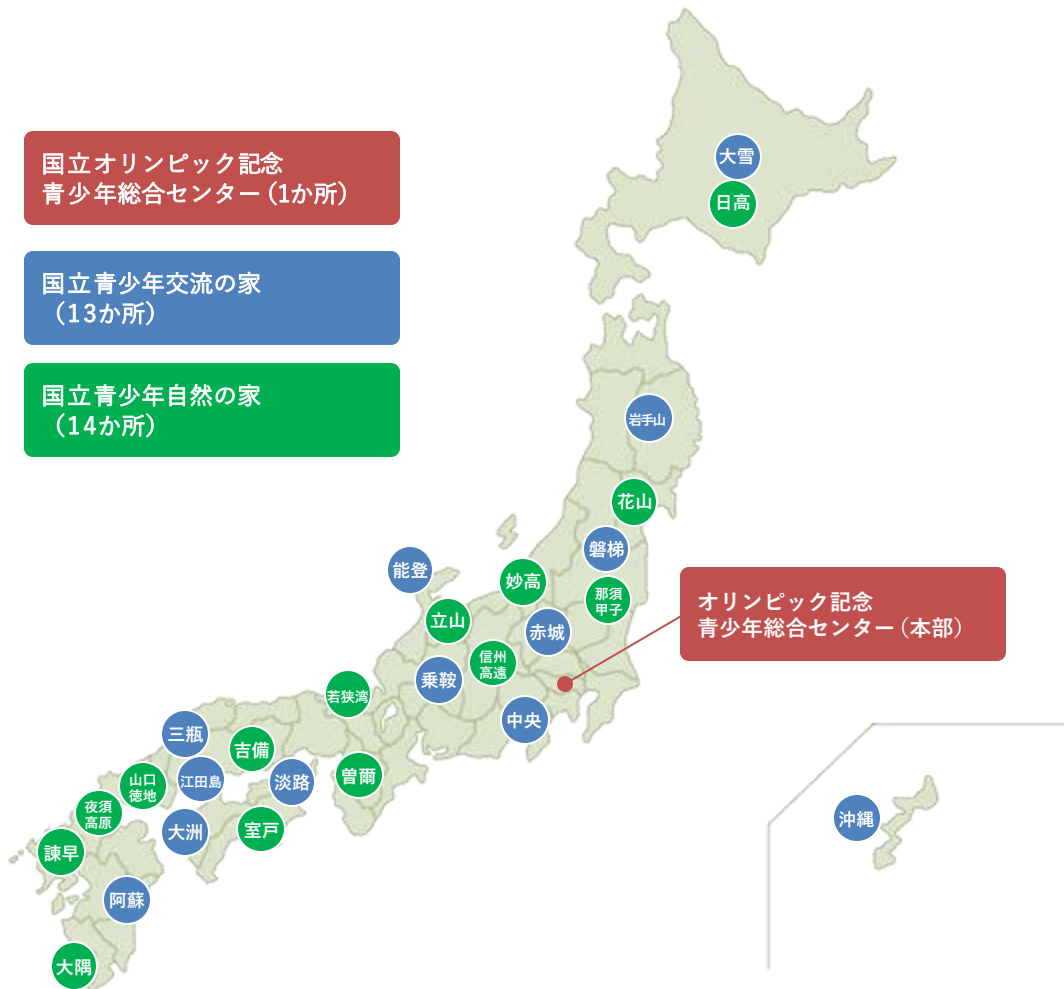 国立オリンピック記念
青少年総合センター（1か所）
国立青少年交流の家
（13か所）
国立青少年自然の家
（14か所）
大雪
日高
岩手山
花山
磐梯
能登
妙高
那須
甲子
オリンピック記念
青少年総合センター（本部）
立山
赤城
信州
高遠
乗鞍
若狭湾
中央
三瓶
吉備
曽爾
江田島
淡路
山口
徳地
夜須
高原
大洲
室戸
沖縄
諫早
阿蘇
大隅